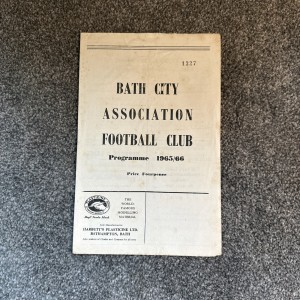 1237
BATH CITY
ASSOCIATION
FOOTBALL CLUB
Programme 1965/66
Price Fourpence
THE
WORLD
FAMOUS
MODELLING
MATERIAL
HARBUTT'S PLASTICINE LTD.
BATHAMPTON, BATH